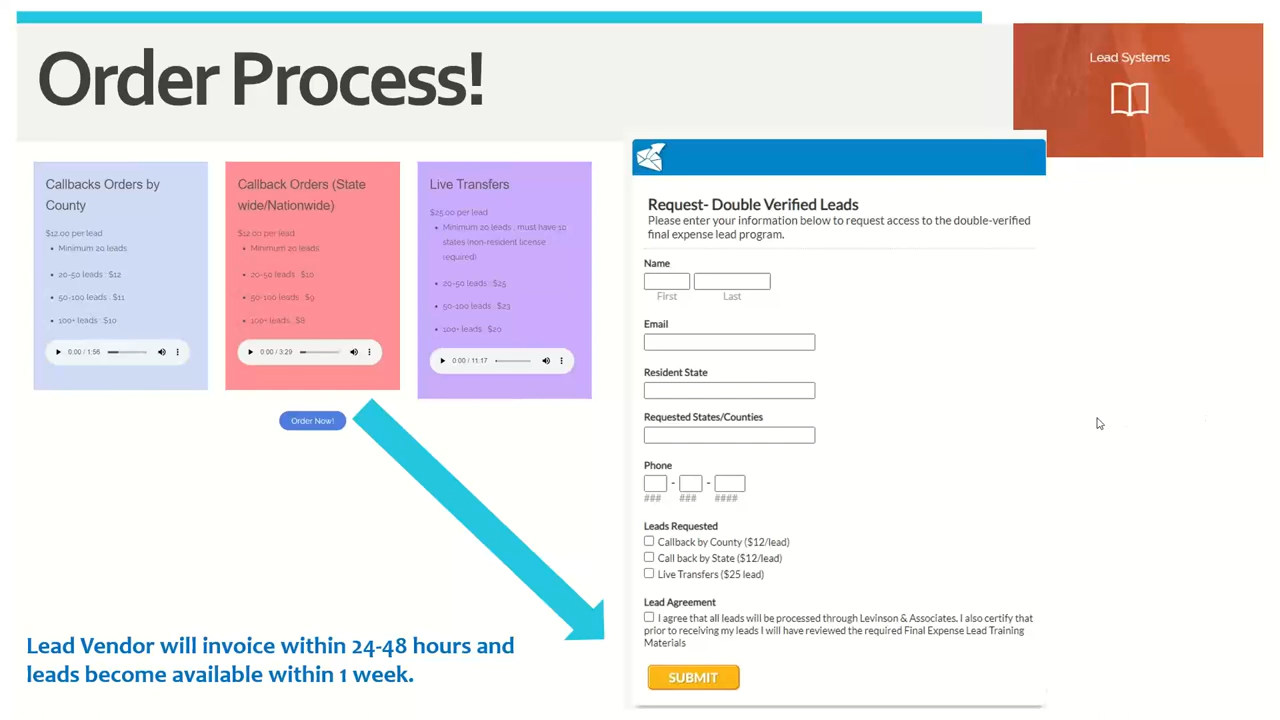 Order Process!
Lead Systems
Callbacks Orders by
County
$12.00 per lead
• Minimum 20 leads
• 20-50 leads : $12
• 50-100 leads : $11
• 100+ leads : $10
0:00 / 1:56
Callback Orders (State
wide/Nationwide)
$12.00 per lead
• Minimum 20 leads
• 20-50 leads : $10
• 50-100 leads : $9
• 100+ leads : $8
0:00 / 3:29
Live Transfers
$25.00 per lead
• Minimum 20 leads ; must have 10
states (non-resident license
required)
• 20-50 leads : $25
• 50-100 leads : $23
• 100+ leads : $20
0:00 / 11:17
Order Now!
Lead Vendor will invoice within 24-48 hours and
leads become available within 1 week.
Request- Double Verified Leads
Please enter your information below to request access to the double-verified
final expense lead program.
Name
First Last
Email
Resident State
Requested States/Counties
Phone
- -
### ### ####
Leads Requested
Callback by County ($12/lead)
Call back by State ($12/lead)
Live Transfers ($25 lead)
Lead Agreement
I agree that all leads will be processed through Levinson & Associates. I also certify that
prior to receiving my leads I will have reviewed the required Final Expense Lead Training
Materials
SUBMIT